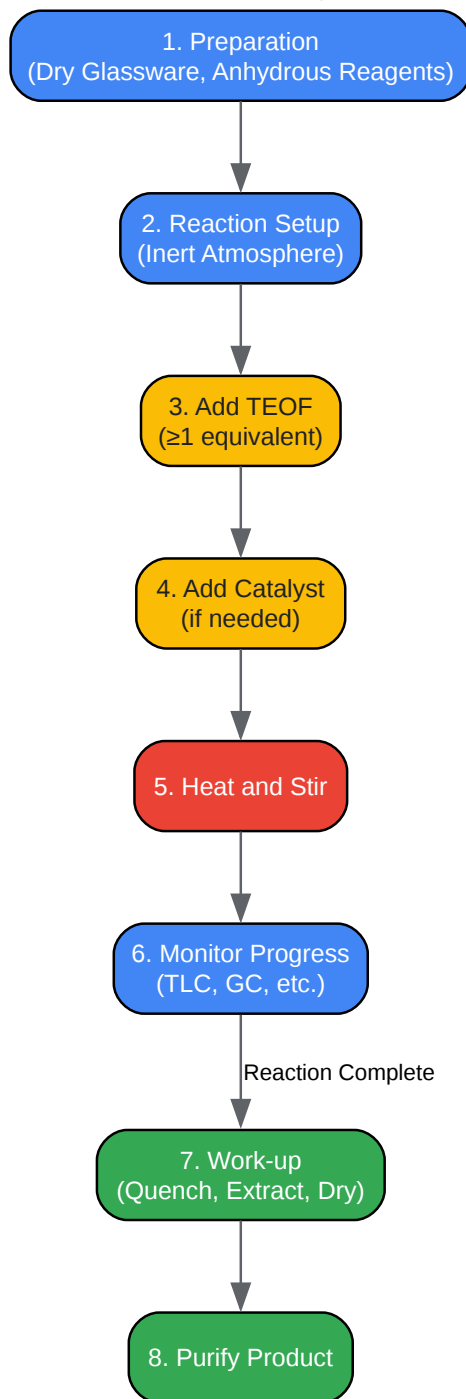 1. Preparation
(Dry Glassware, Anhydrous Reagents)
2. Reaction Setup
(Inert Atmosphere)
3. Add TEOF
(≥1 equivalent)
4. Add Catalyst
(if needed)
5. Heat and Stir
6. Monitor Progress
(TLC, GC, etc.)
Reaction Complete
7. Work-up
(Quench, Extract, Dry)
8. Purify Product